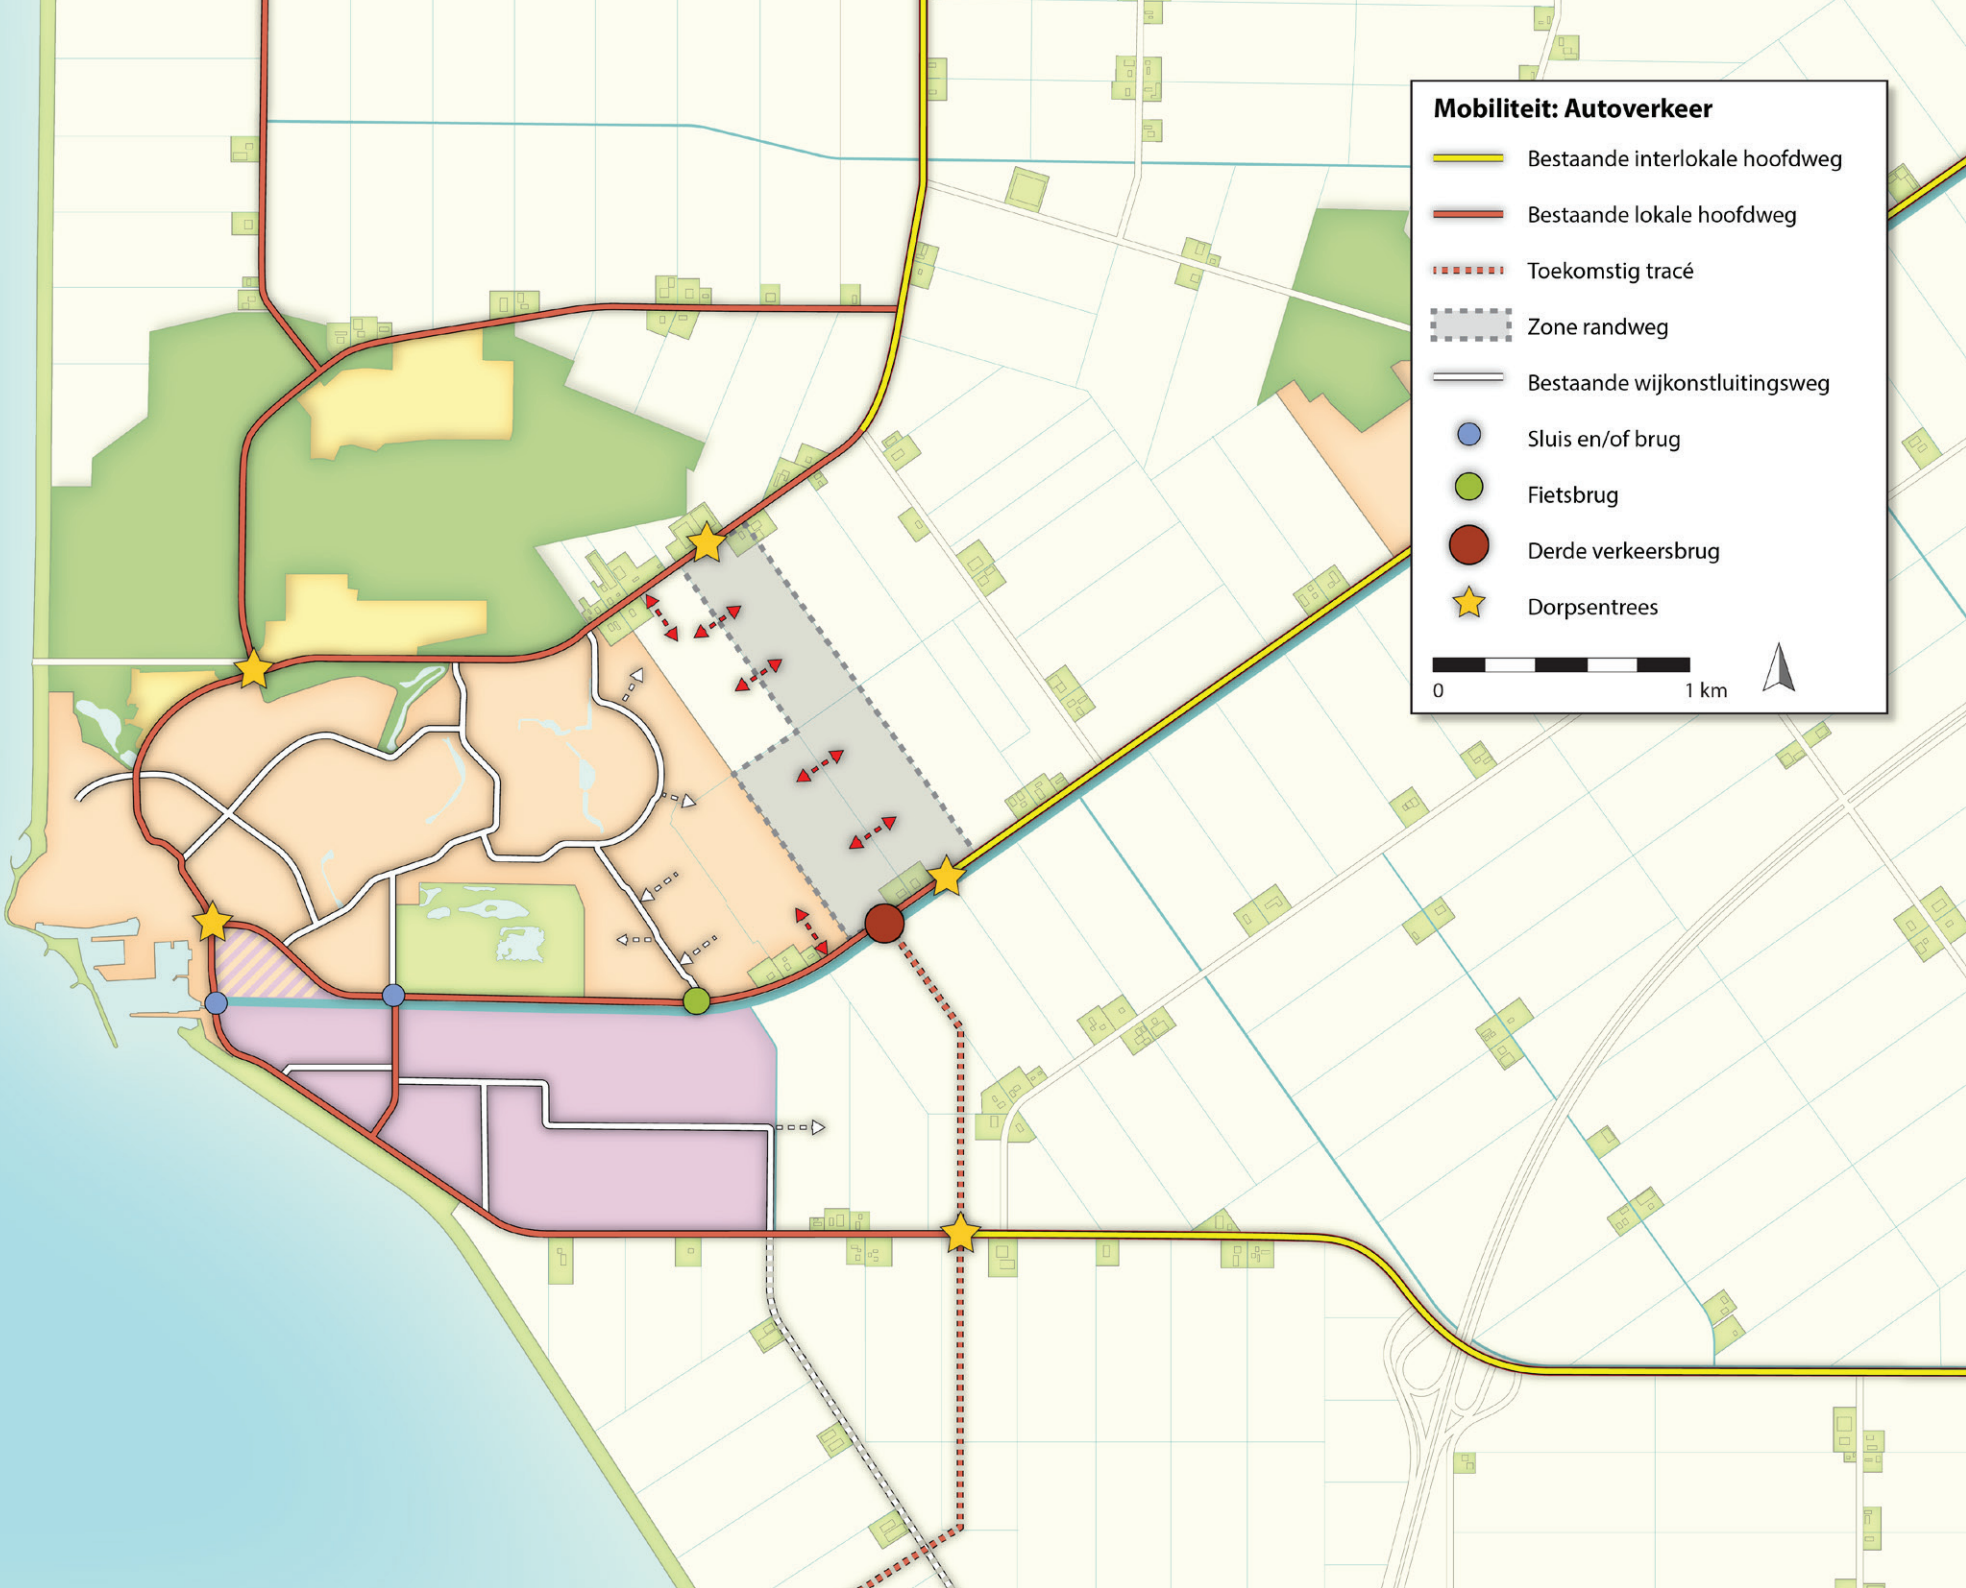 Mobiliteit: Autoverkeer
Bestaande interlokale hoofdweg
Bestaande lokale hoofdweg
Toekomstig tracé
Zone randweg
Bestaande wijkonstluitingsweg
Sluis en/of brug
Fietsbrug
Derde verkeersbrug
Dorpsentrees
0 1 km